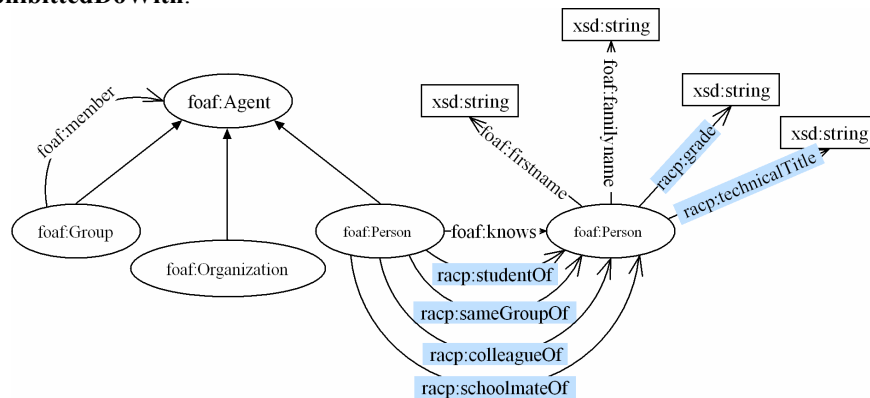 onibittedDoWith.
xsd:string
xsd:string
xsd:string
xsd:string
foaf:Agent
foaf:member
foaf:firstname
foaf:familyname
racp:grade
racp:technicalTitle
foaf:Group
foaf:Organization
foaf:Person
foaf:knows
foaf:Person
racp:studentOf
racp:sameGroupOf
racp:colleagueOf
racp:schoolmateOf